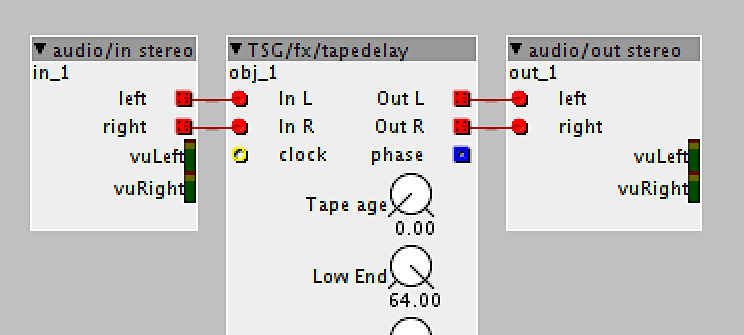 audio/in stereo
in_1
left
right
vuLeft
vuRight
TSG/fx/tapedelay
obj_1
In L Out L
In R Out R
clock phase
Tape age
0.00
Low End
64.00
audio/out stereo
out_1
left
right
vuLeft
vuRight